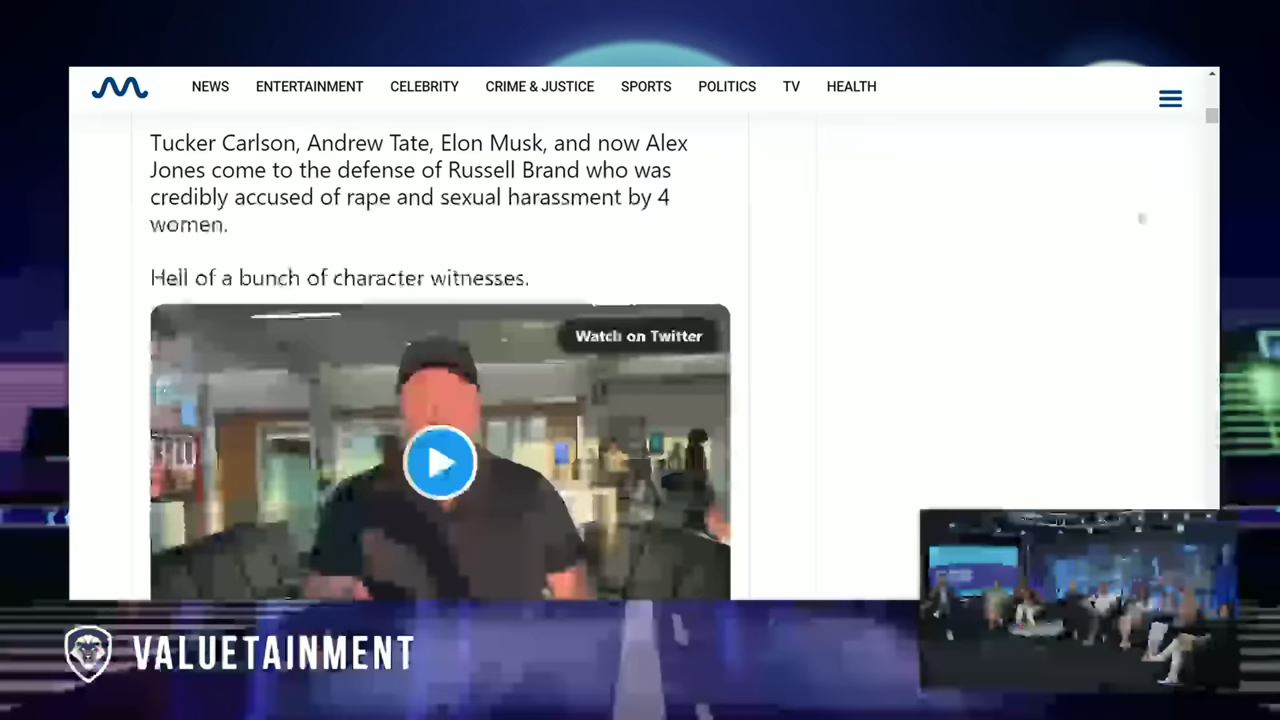 NEWS ENTERTAINMENT CELEBRITY CRIME & JUSTICE SPORTS POLITICS TV HEALTH
Tucker Carlson, Andrew Tate, Elon Musk, and now Alex
Jones come to the defense of Russell Brand who was
credibly accused of rape and sexual harassment by 4
women.
Hell of a bunch of character witnesses.
Watch on Twitter
VALUETAINMENT